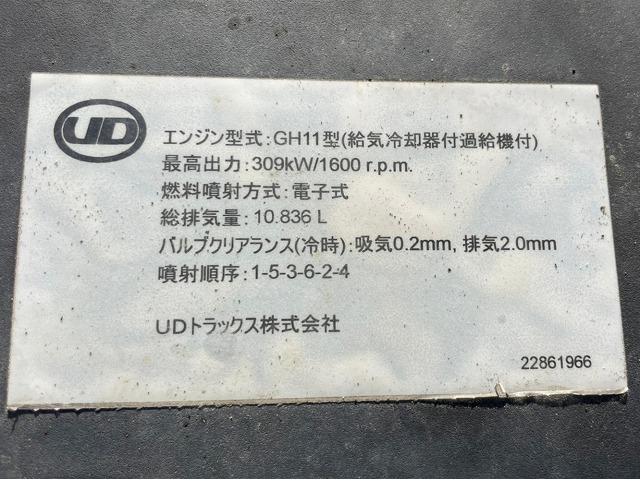 UD
エンジン型式:GH11型(給気冷却器付過給機付)
最高出力:309kW/1600 r.p.m.
燃料噴射方式:電子式
総排気量:10.836 L
バルブクリアランス(冷時):吸気0.2mm, 排気2.0mm
噴射順序:1-5-3-6-2-4
UDトラックス株式会社
22861966